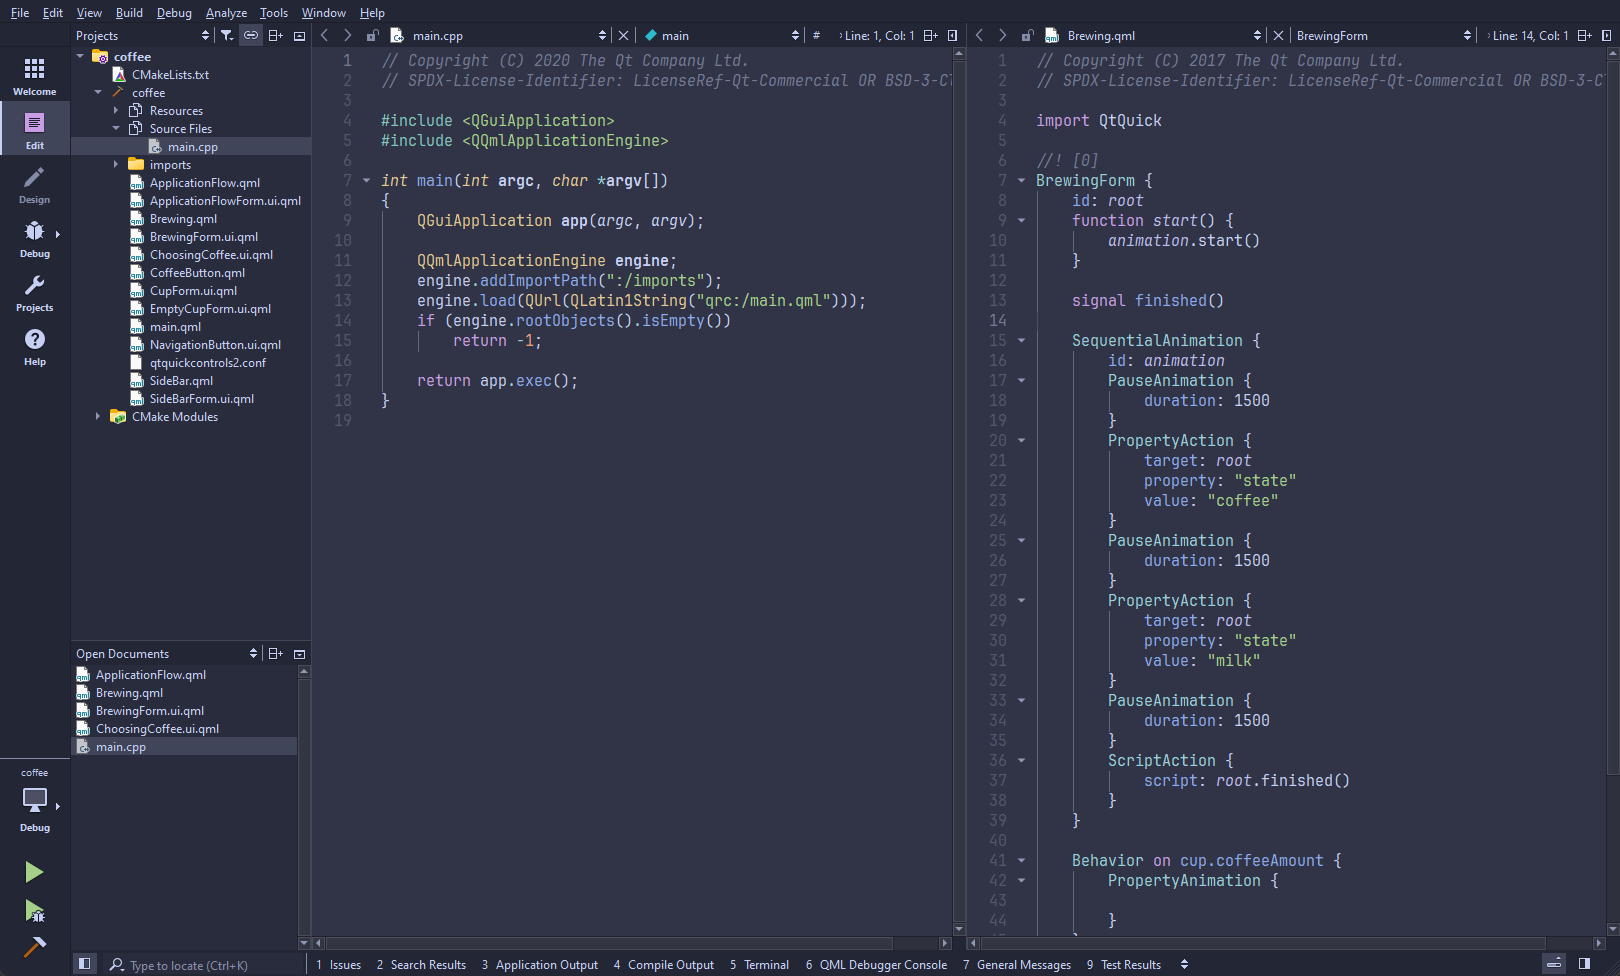 File Edit View Build Debug Analyze Tools Window Help
Projects
main.cpp
main
#
Line: 1, Col: 1
Brewing.qml
BrewingForm
Line: 14, Col: 1
Welcome
Edit
Design
Debug
Projects
Help
coffee
Debug
coffee
CMakeLists.txt
coffee
Resources
Source Files
main.cpp
imports
ApplicationFlow.qml
ApplicationFlowForm.ui.qml
Brewing.qml
BrewingForm.ui.qml
ChoosingCoffee.ui.qml
CoffeeButton.qml
CupForm.ui.qml
EmptyCupForm.ui.qml
main.qml
NavigationButton.ui.qml
qtquickcontrols2.conf
SideBar.qml
SideBarForm.ui.qml
CMake Modules
Open Documents
ApplicationFlow.qml
Brewing.qml
BrewingForm.ui.qml
ChoosingCoffee.ui.qml
main.cpp
1 // Copyright (C) 2020 The Qt Company Ltd.
2 // SPDX-License-Identifier: LicenseRef-Qt-Commercial OR BSD-3-Cl
3
4 #include <QGuiApplication>
5 #include <QQmlApplicationEngine>
6
7 int main(int argc, char *argv[])
8 {
9 QGuiApplication app(argc, argv);
10
11 QQmlApplicationEngine engine;
12 engine.addImportPath(":/imports");
13 engine.load(QUrl(QLatin1String("qrc:/main.qml")));
14 if (engine.rootObjects().isEmpty())
15 return -1;
16
17 return app.exec();
18 }
19
1 // Copyright (C) 2017 The Qt Company Ltd.
2 // SPDX-License-Identifier: LicenseRef-Qt-Commercial OR BSD-3-C
3
4 import QtQuick
5
6 //! [0]
7 BrewingForm {
8 id: root
9 function start() {
10 animation.start()
11 }
12
13 signal finished()
14
15 SequentialAnimation {
16 id: animation
17 PauseAnimation {
18 duration: 1500
19 }
20 PropertyAction {
21 target: root
22 property: "state"
23 value: "coffee"
24 }
25 PauseAnimation {
26 duration: 1500
27 }
28 PropertyAction {
29 target: root
30 property: "state"
31 value: "milk"
32 }
33 PauseAnimation {
34 duration: 1500
35 }
36 ScriptAction {
37 script: root.finished()
38 }
39 }
40
41 Behavior on cup.coffeeAmount {
42 PropertyAnimation {
43
44 }
Type to locate (Ctrl+K)
1 Issues 2 Search Results 3 Application Output 4 Compile Output 5 Terminal 6 QML Debugger Console 7 General Messages 9 Test Results